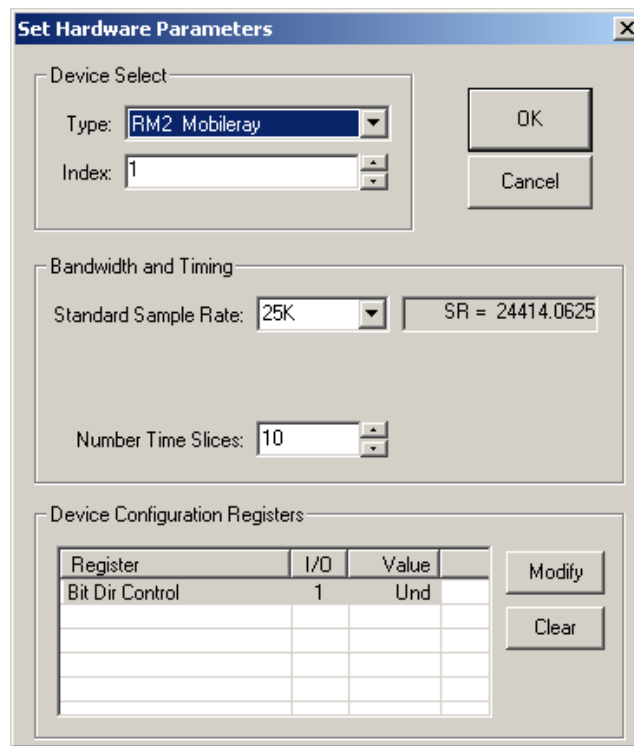 Set Hardware Parameters
Device Select
Type: RM2 Mobileray
Index: 1
OK
Cancel
Bandwidth and Timing
Standard Sample Rate: 25K SR = 24414.0625
Number Time Slices: 10
Device Configuration Registers
Register I/O Value
Bit Dir Control 1 Und
Modify
Clear